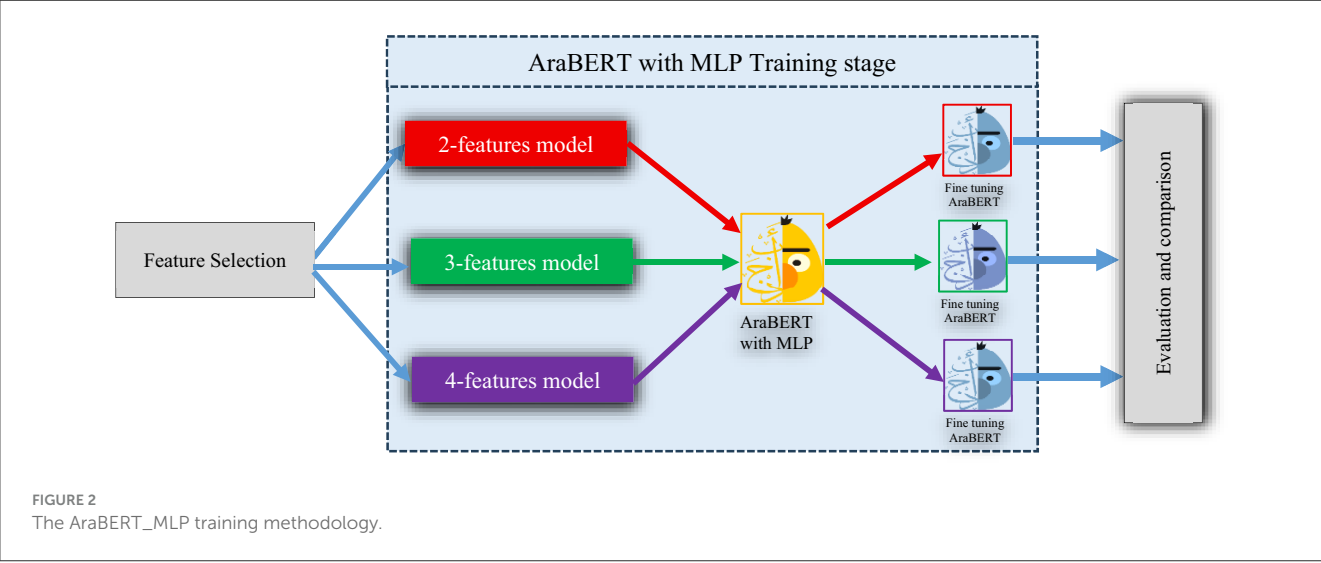 AraBERT with MLP Training stage
2-features model
Fine tuning
AraBERT
Feature Selection
3-features model
AraBERT
with MLP
Fine tuning
AraBERT
4-features model
Fine tuning
AraBERT
Evaluation and comparison
FIGURE 2
The AraBERT_MLP training methodology.